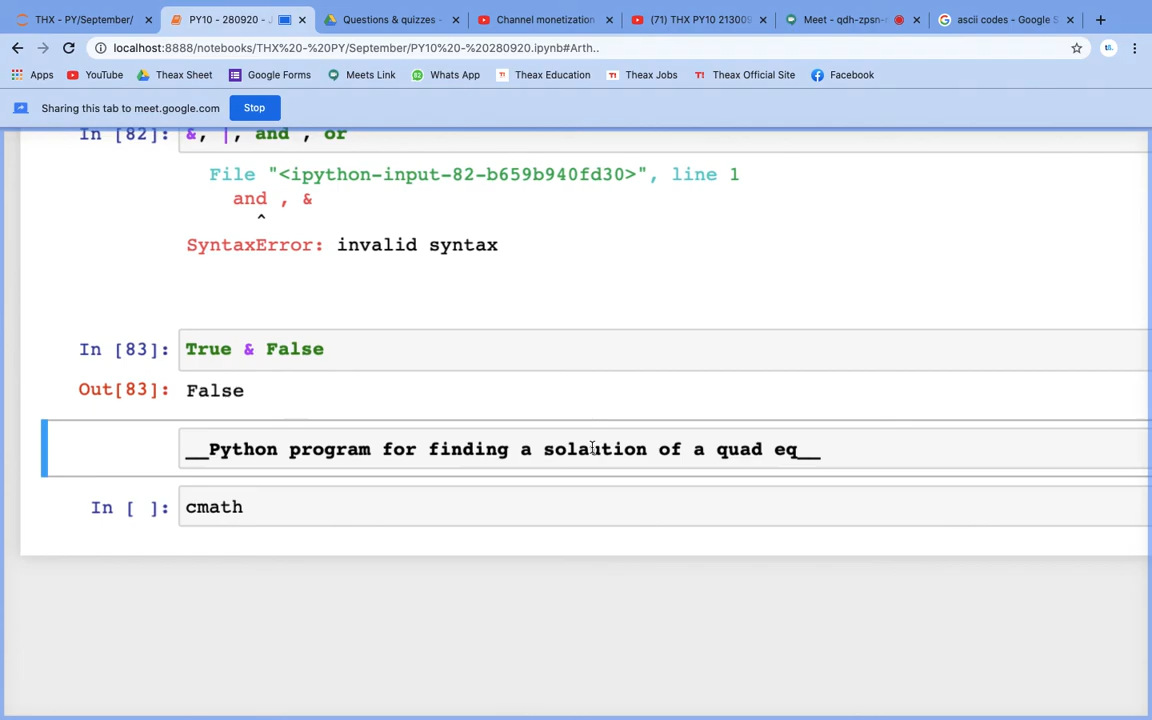 THX - PY/September/
PY10 - 280920 - J
Questions & quizzes -
Channel monetization
(71) THX PY10 213009
Meet - qdh-zpsn-
ascii codes - Google S
localhost:8888/notebooks/THX%20-%20PY/September/PY10%20-%20280920.ipynb#Arth..
Apps
YouTube
Theax Sheet
Google Forms
Meets Link
Whats App
Theax Education
Theax Jobs
Theax Official Site
Facebook
Sharing this tab to meet.google.com
Stop
In [82]: &, |, and , or
File "<ipython-input-82-b659b940fd30>", line 1
and , &
^
SyntaxError: invalid syntax
In [83]: True & False
Out[83]: False
__Python program for finding a solaution of a quad eq__
In [ ]: cmath